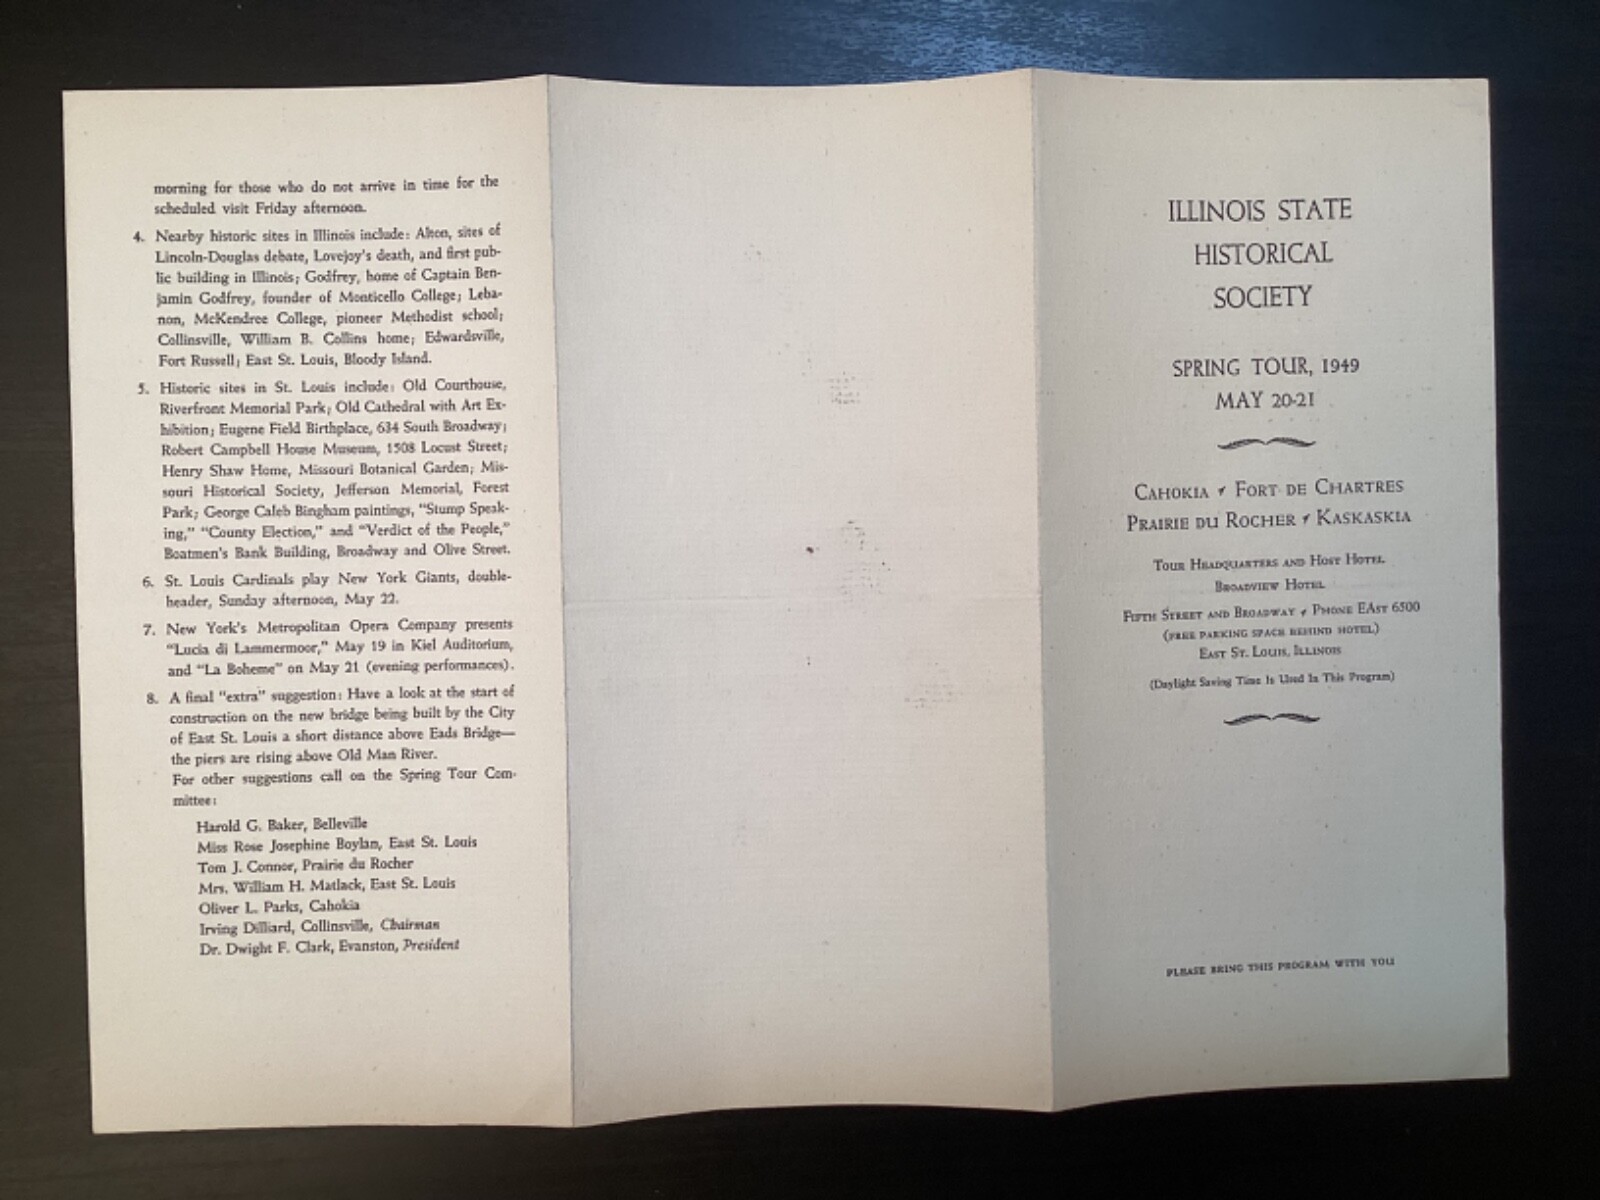 morning for those who do not arrive in time for the
scheduled visit Friday afternoon.
4. Nearby historic sites in Illinois include: Alton, sites of
Lincoln-Douglas debate, Lovejoy's death, and first pub-
lic building in Illinois; Godfrey, home of Captain Ben-
jamin Godfrey, founder of Monticello College; Leba-
non, McKendree College, pioneer Methodist school;
Collinsville, William B. Collins home; Edwardsville,
Fort Russell; East St. Louis, Bloody Island.
5. Historic sites in St. Louis include: Old Courthouse,
Riverfront Memorial Park; Old Cathedral with Art Ex-
hibition; Eugene Field Birthplace, 634 South Broadway;
Robert Campbell House Museum, 1508 Locust Street;
Henry Shaw Home, Missouri Botanical Garden; Mis-
souri Historical Society, Jefferson Memorial, Forest
Park; George Caleb Bingham paintings, "Stump Speak-
ing," "County Election," and "Verdict of the People,"
Boatmen's Bank Building, Broadway and Olive Street.
6. St. Louis Cardinals play New York Giants, double-
header, Sunday afternoon, May 22.
7. New York's Metropolitan Opera Company presents
"Lucia di Lammermoor," May 19 in Kiel Auditorium,
and "La Boheme" on May 21 (evening performances).
8. A final "extra" suggestion: Have a look at the start of
construction on the new bridge being built by the City
of East St. Louis a short distance above Eads Bridge—
the piers are rising above Old Man River.
For other suggestions call on the Spring Tour Com-
mittee:
Harold G. Baker, Belleville
Miss Rose Josephine Boylan, East St. Louis
Tom J. Connor, Prairie du Rocher
Mrs. William H. Matlack, East St. Louis
Oliver L. Parks, Cahokia
Irving Dilliard, Collinsville, Chairman
Dr. Dwight F. Clark, Evanston, President
ILLINOIS STATE
HISTORICAL
SOCIETY
SPRING TOUR, 1949
MAY 20-21
CAHOKIA FORT DE CHARTRES
PRAIRIE DU ROCHER KASKASKIA
TOUR HEADQUARTERS AND HOST HOTEL
BROADVIEW HOTEL
FIFTH STREET AND BROADWAY PHONE EAST 6500
(FREE PARKING SPACE BEHIND HOTEL)
EAST ST. LOUIS, ILLINOIS
(Daylight Saving Time Is Used In This Program)
PLEASE BRING THIS PROGRAM WITH YOU